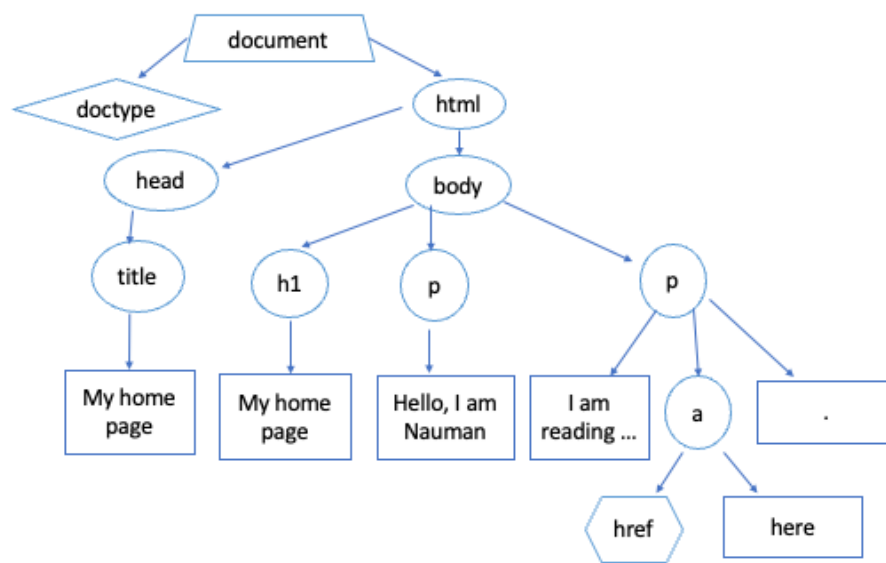 document
doctype
html
head
body
title
h1
p
p
My home
page
My home
page
Hello, I am
Nauman
I am
reading ...
a
.
href
here